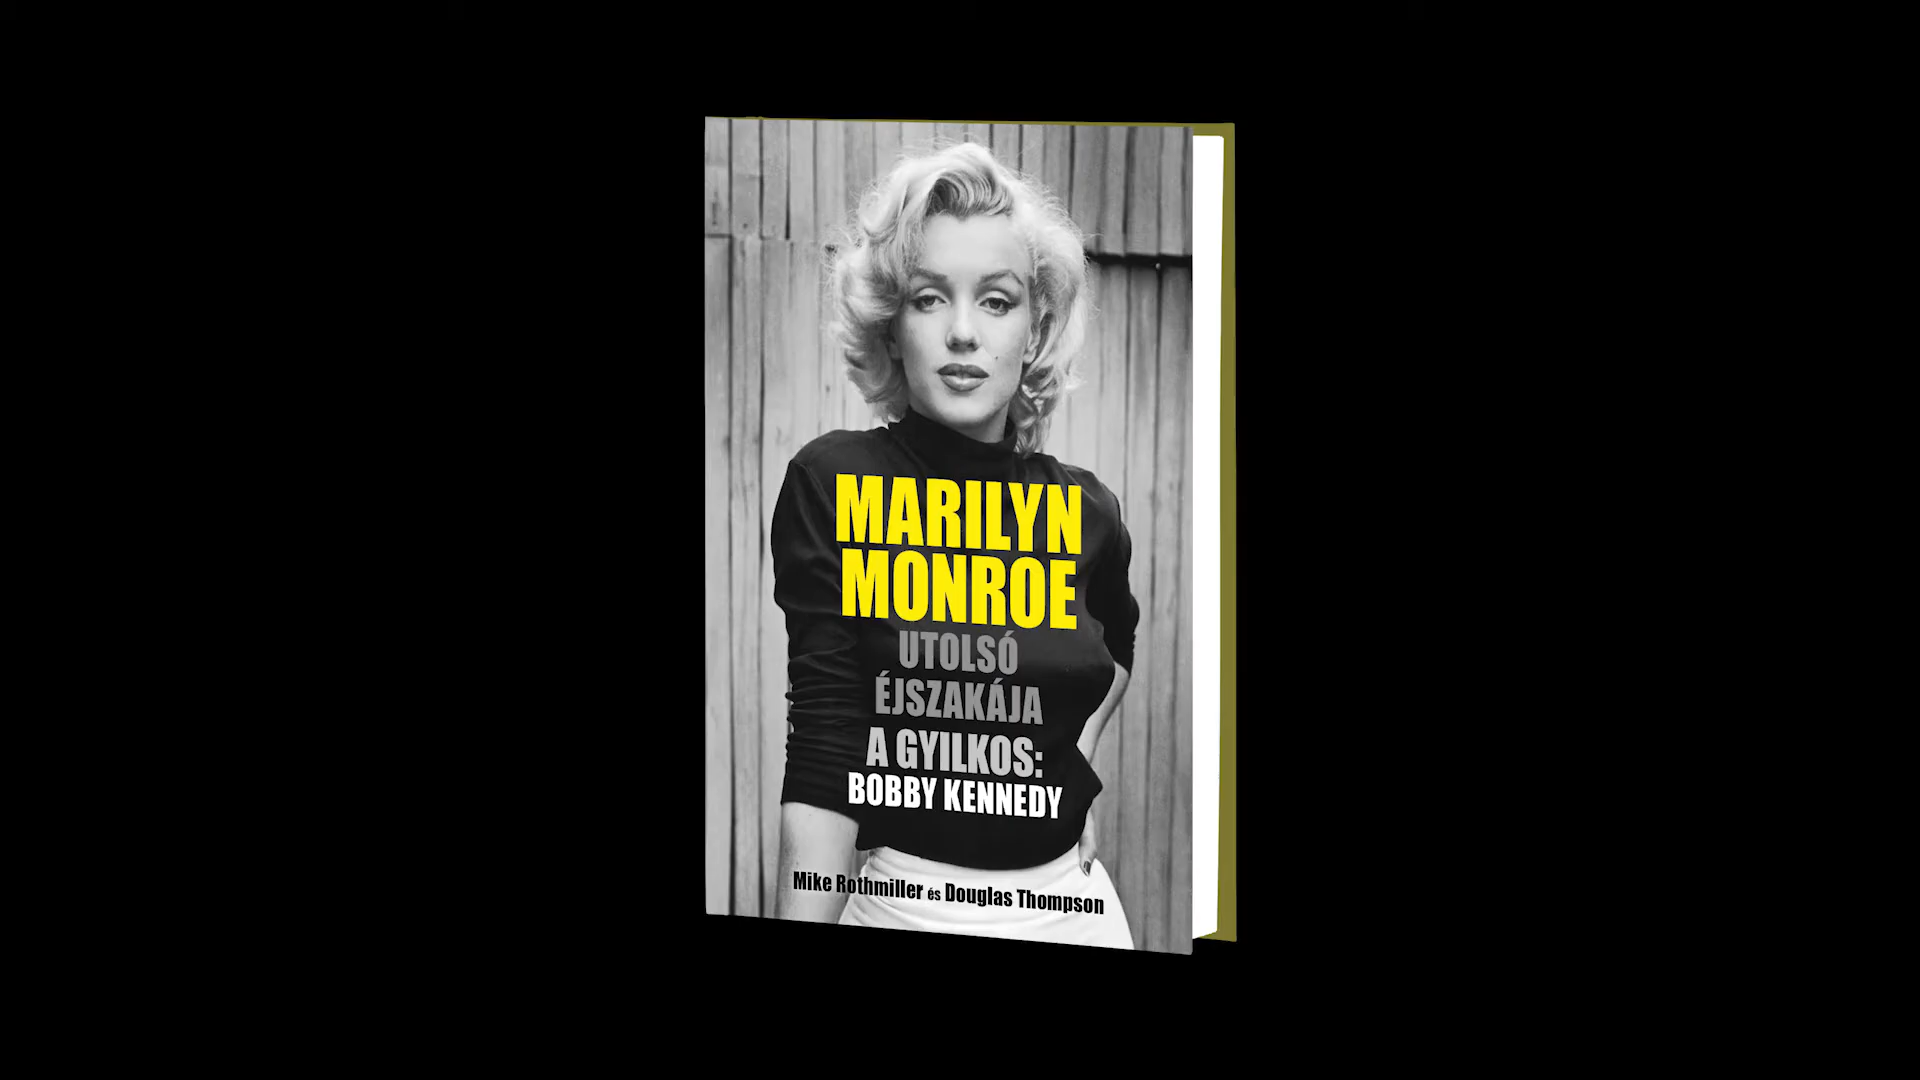 MARILYN
MONROE
UTOLSÓ
ÉJSZAKÁJA
A GYILKOS:
BOBBY KENNEDY
Mike Rothmiller és Douglas Thompson